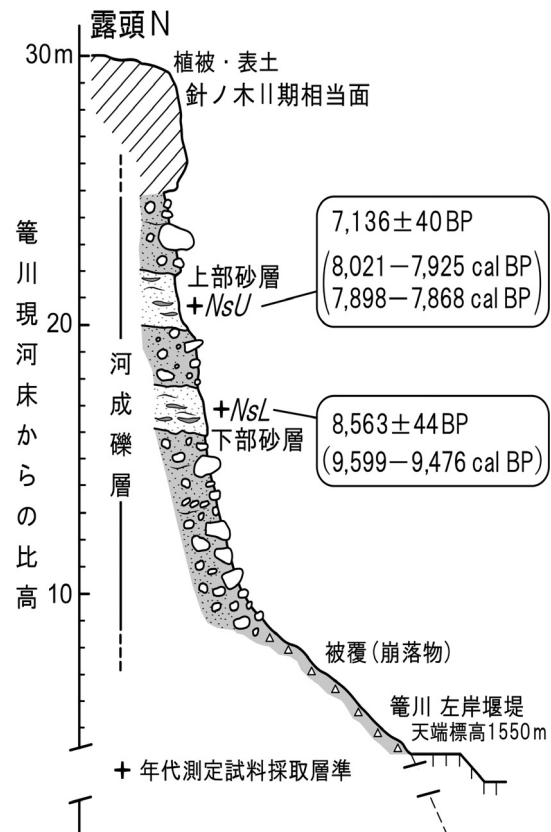 露頭N
30m
植被・表土
針ノ木II期相当面
7,136±40BP
(8,021−7,925 cal BP
7,898−7,868 cal BP)
上部砂層
+NsU
20
篭川現河床からの比高
河成礫層
+NsL
下部砂層
8,563±44BP
(9,599−9,476 cal BP)
10
被覆(崩落物)
篭川 左岸堰堤
天端標高1550m
+ 年代測定試料採取層準